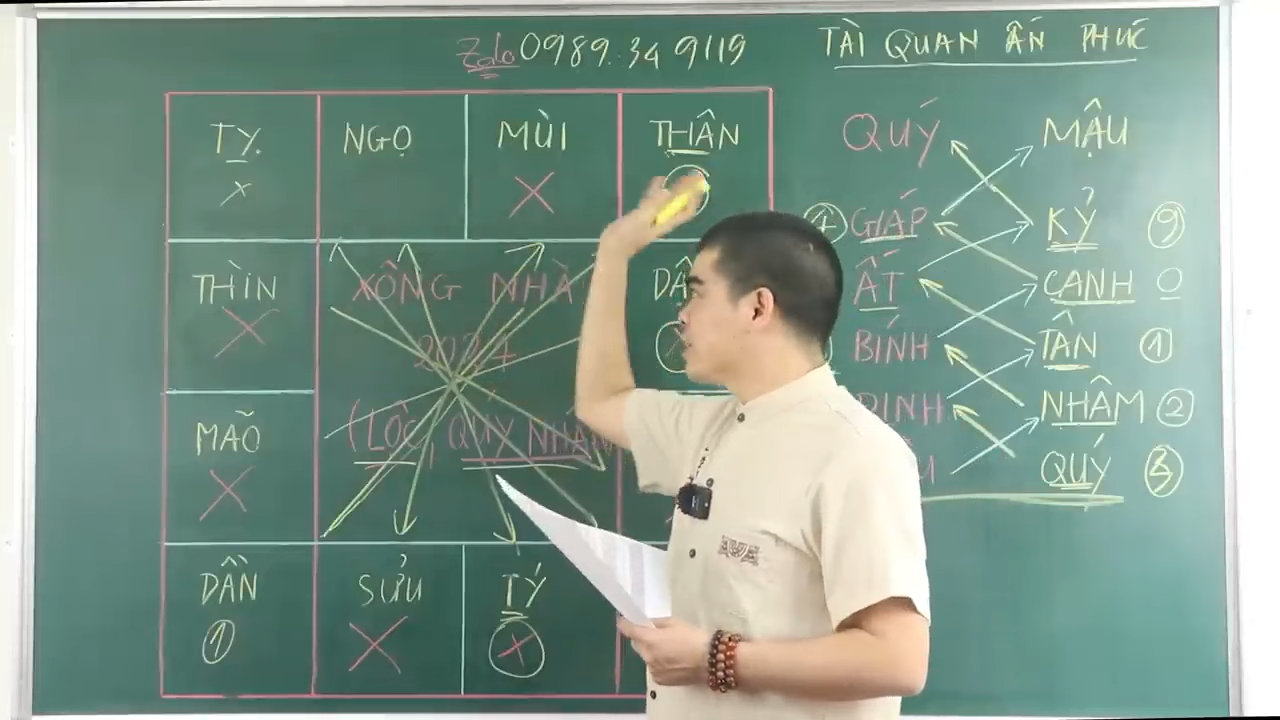 Zalo 0989.34 9119
TÀI QUAN ẤN PHÚC
TỴ. NGỌ MÙI THÂN
X X
THÌN
X
MÃO
X
DẦN SỬU TÝ
1 X X
XÔNG NHÀ
(LỘC, QUÝ NHÂN
QUÝ MẬU
GIÁP KỶ 9
ẤT CANH 0
BÍNH TÂN 1
ĐINH NHÂM 2
QUÝ 3